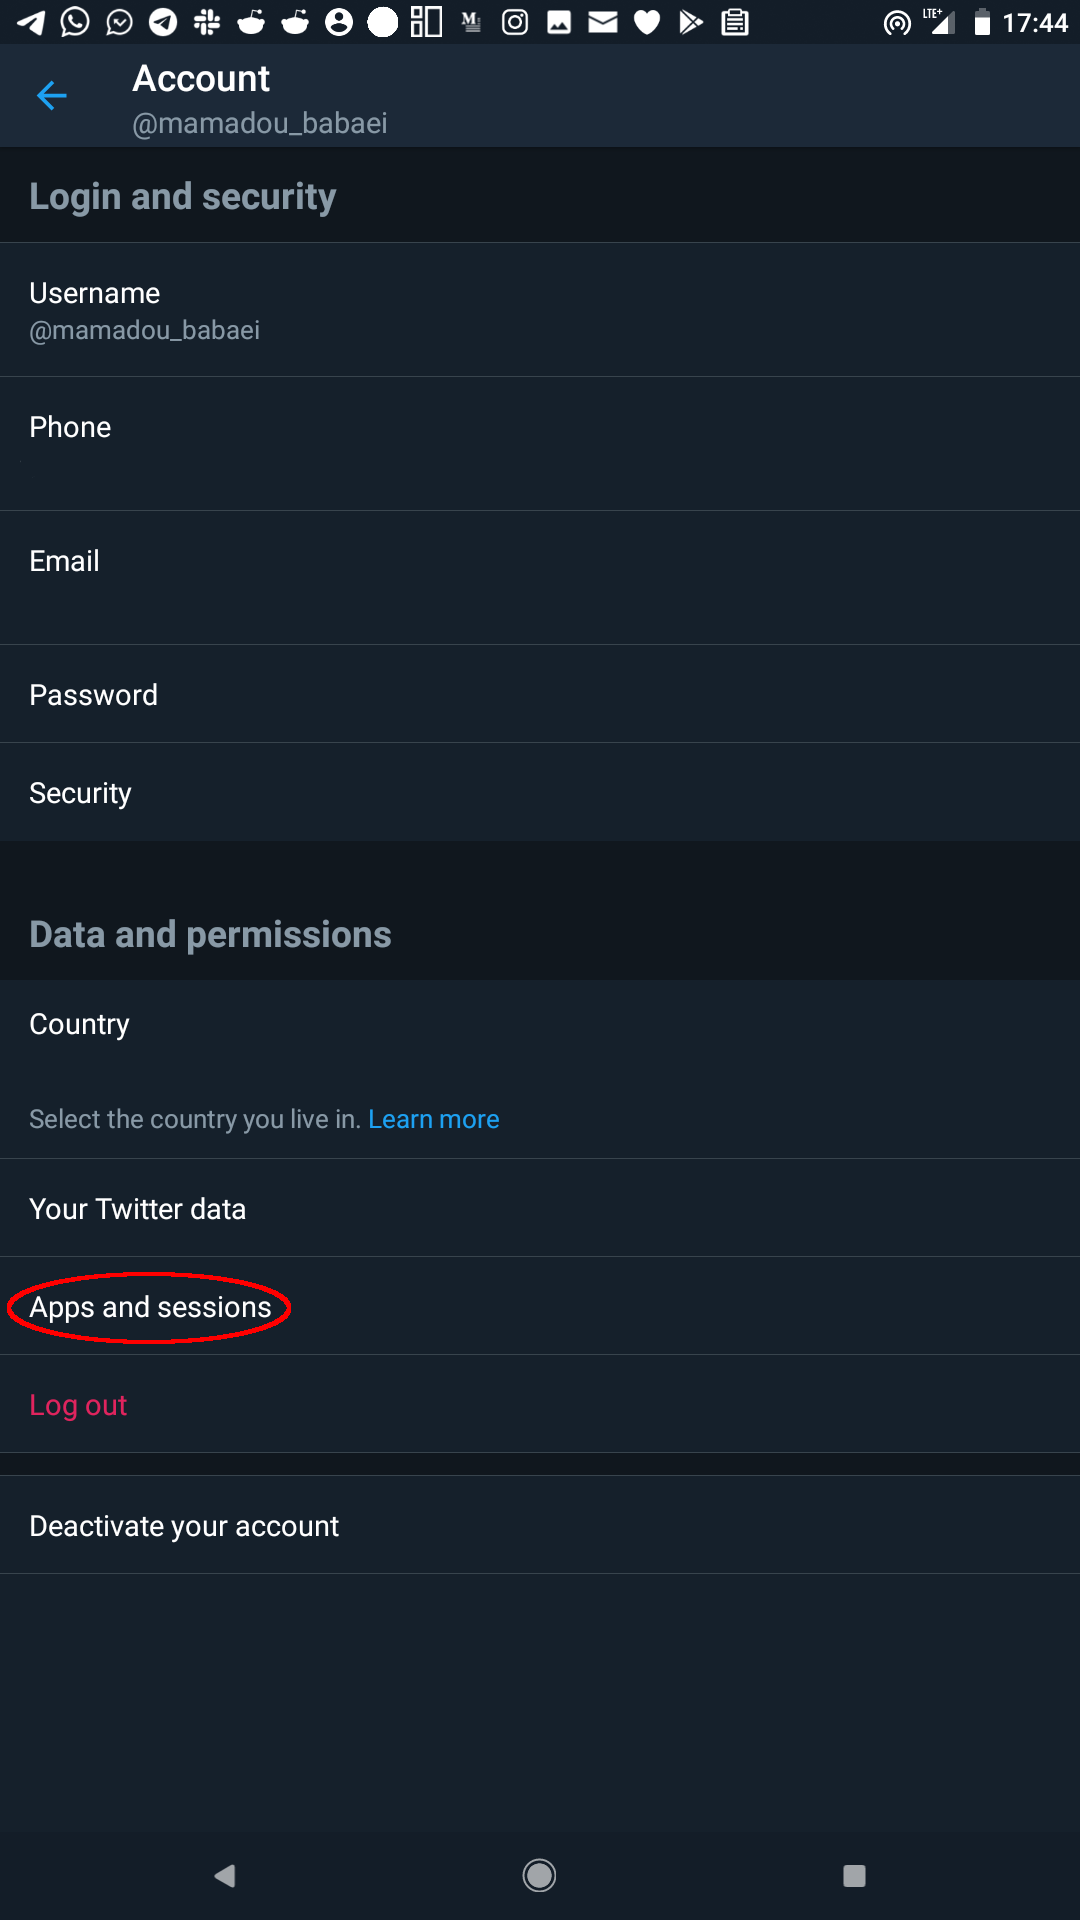 LTE+ 17:44
Account
@mamadou_babaei
Login and security
Username
@mamadou_babaei
Phone
Email
Password
Security
Data and permissions
Country
Select the country you live in. Learn more
Your Twitter data
Apps and sessions
Log out
Deactivate your account